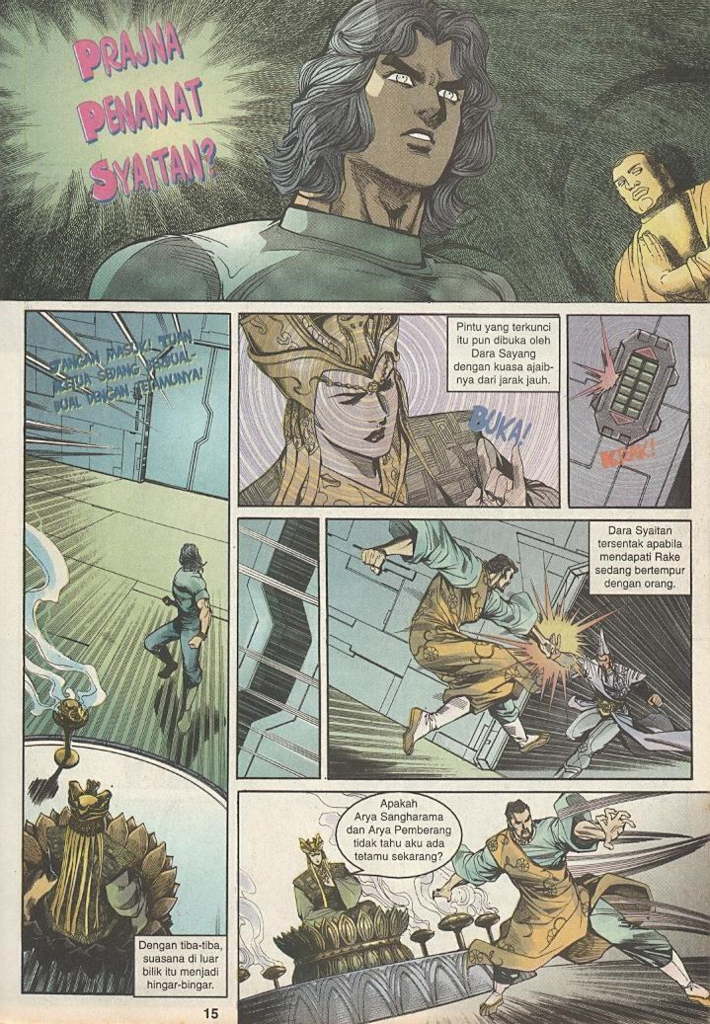 PRAJNA
PENAMAT
SYAITAN?
JANGAN MASUK! TUAN
KETUA SEDANG BERJUAL-
JUAL DENGAN TETAMUNYA!
Dengan tiba-tiba,
suasana di luar
bilik itu menjadi
hingar-bingar.
Pintu yang terkunci
itu pun dibuka oleh
Dara Sayang
dengan kuasa ajaib-
nya dari jarak jauh.
BUKA!
KRAK!
Dara Syaitan
tersentak apabila
mendapati Rake
sedang bertempur
dengan orang.
Apakah
Arya Sangharama
dan Arya Pemberang
tidak tahu aku ada
tetamu sekarang?
15